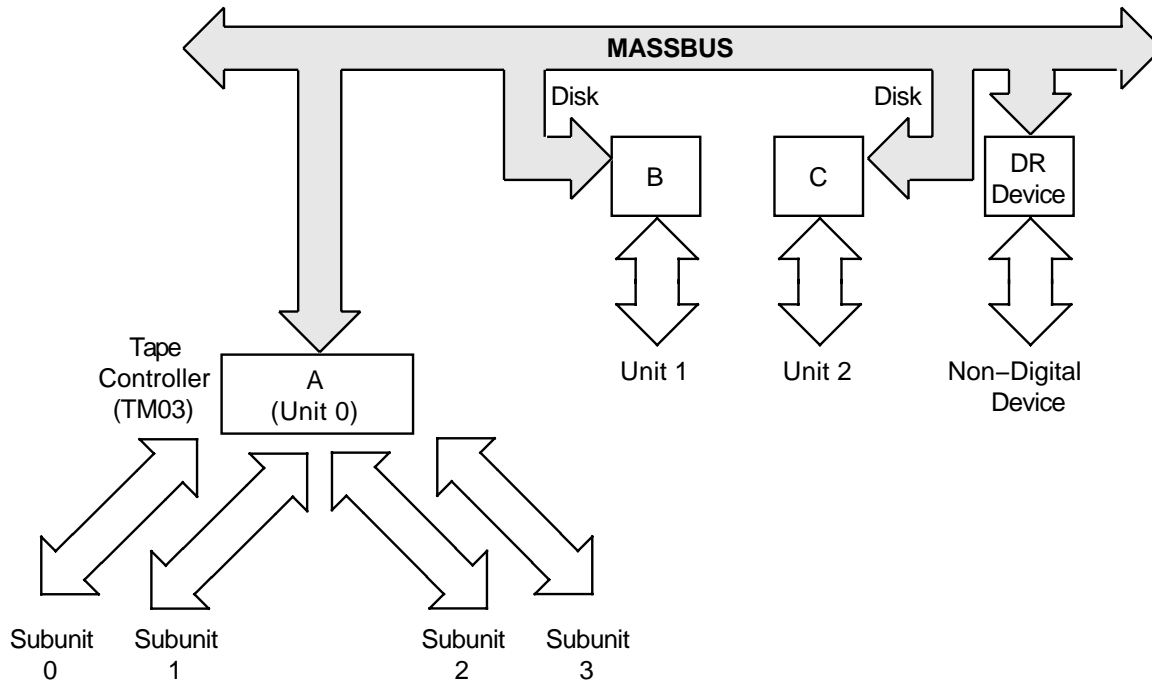 MASSBUS
Disk
Disk
B
C
DR
Device
Unit 1
Unit 2
Non−Digital
Device
Tape
Controller
(TM03)
A
(Unit 0)
Subunit
0
Subunit
1
Subunit
2
Subunit
3